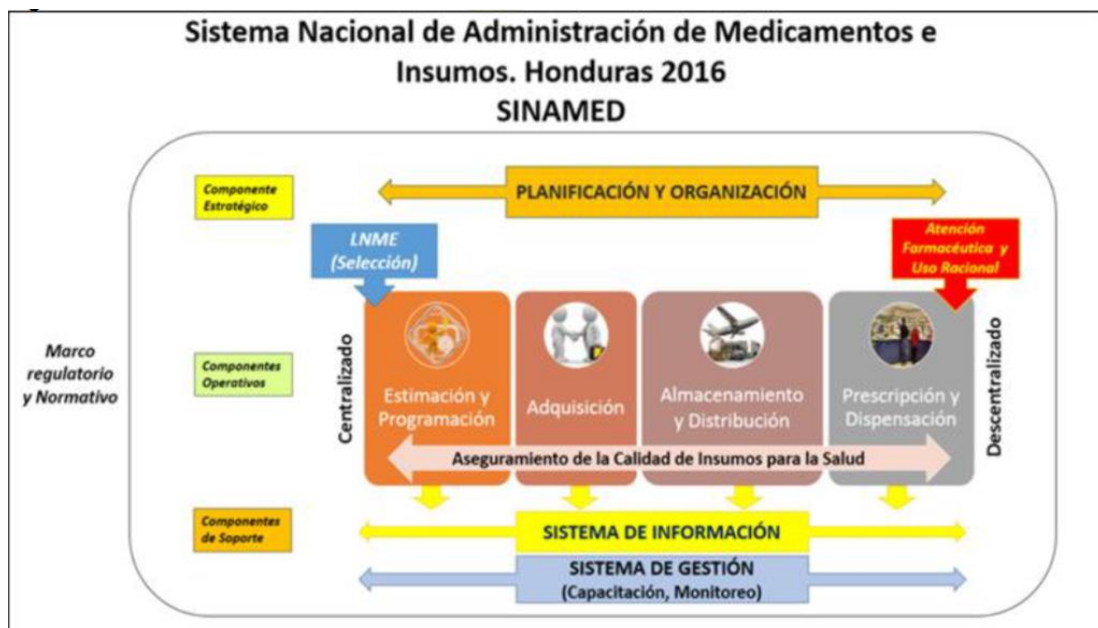 Sistema Nacional de Administración de Medicamentos e
Insumos. Honduras 2016
SINAMED
Componente
Estratégico
PLANIFICACIÓN Y ORGANIZACIÓN
LNME
(Selección)
Atención
Farmacéutica y
Uso Racional
Marco
regulatorio
y Normativo
Componentes
Operativos
Centralizado
Estimación y
Programación
Adquisición
Almacenamiento
y Distribución
Prescripción y
Dispensación
Descentralizado
Aseguramiento de la Calidad de Insumos para la Salud
Componentes
de Soporte
SISTEMA DE INFORMACIÓN
SISTEMA DE GESTIÓN
(Capacitación, Monitoreo)